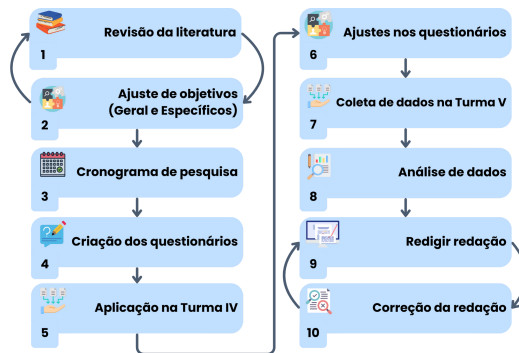 Revisão da literatura
1
Ajuste de objetivos
(Geral e Específicos)
2
Cronograma de pesquisa
3
Criação dos questionários
4
Aplicação na Turma IV
5
Ajustes nos questionários
6
Coleta de dados na Turma V
7
Análise de dados
8
Redigir redação
9
Correção da redação
10